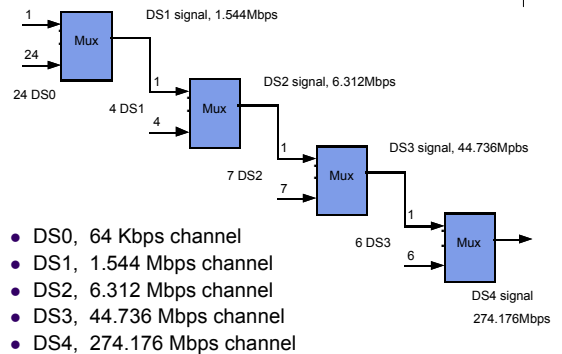 1
DS1 signal, 1.544Mbps
Mux
24
24 DS0
1
DS2 signal, 6.312Mbps
4 DS1
Mux
4
1
DS3 signal, 44.736Mpbs
7 DS2
Mux
7
1
6 DS3
Mux
6
DS4 signal
274.176Mbps
• DS0, 64 Kbps channel
• DS1, 1.544 Mbps channel
• DS2, 6.312 Mbps channel
• DS3, 44.736 Mbps channel
• DS4, 274.176 Mbps channel